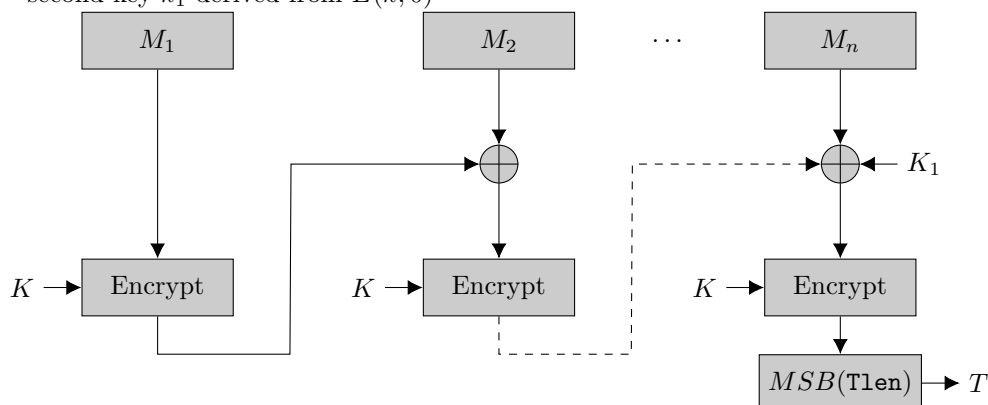 second key k₁ derived from E(k, 0)
M₁ M₂ ⋯ Mₙ
K₁
K Encrypt K Encrypt K Encrypt
MSB(Tlen) T